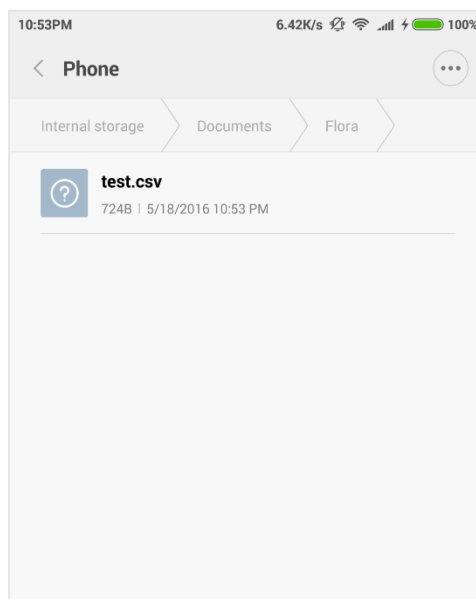 10:53PM 6.42K/s 100%
Phone
Internal storage Documents Flora
test.csv
724B | 5/18/2016 10:53 PM